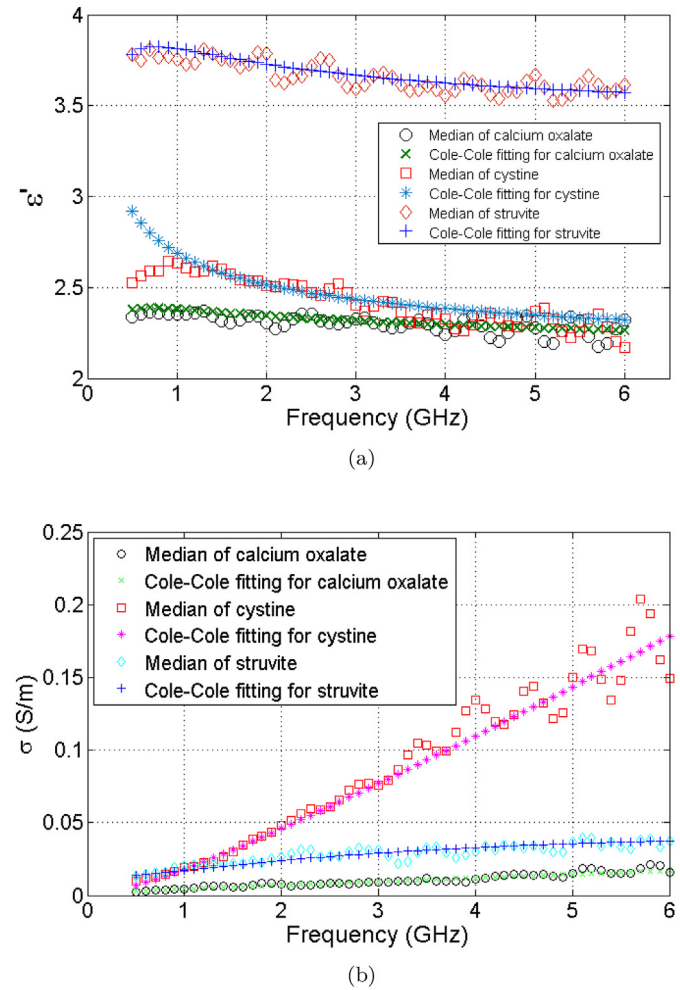 4
3.5
3
2.5
2
ε'
Median of calcium oxalate
Cole-Cole fitting for calcium oxalate
Median of cystine
Cole-Cole fitting for cystine
Median of struvite
Cole-Cole fitting for struvite
0 1 2 3 4 5 6
Frequency (GHz)
(a)
0.25
0.2
0.15
0.1
0.05
0
σ (S/m)
Median of calcium oxalate
Cole-Cole fitting for calcium oxalate
Median of cystine
Cole-Cole fitting for cystine
Median of struvite
Cole-Cole fitting for struvite
0 1 2 3 4 5 6
Frequency (GHz)
(b)